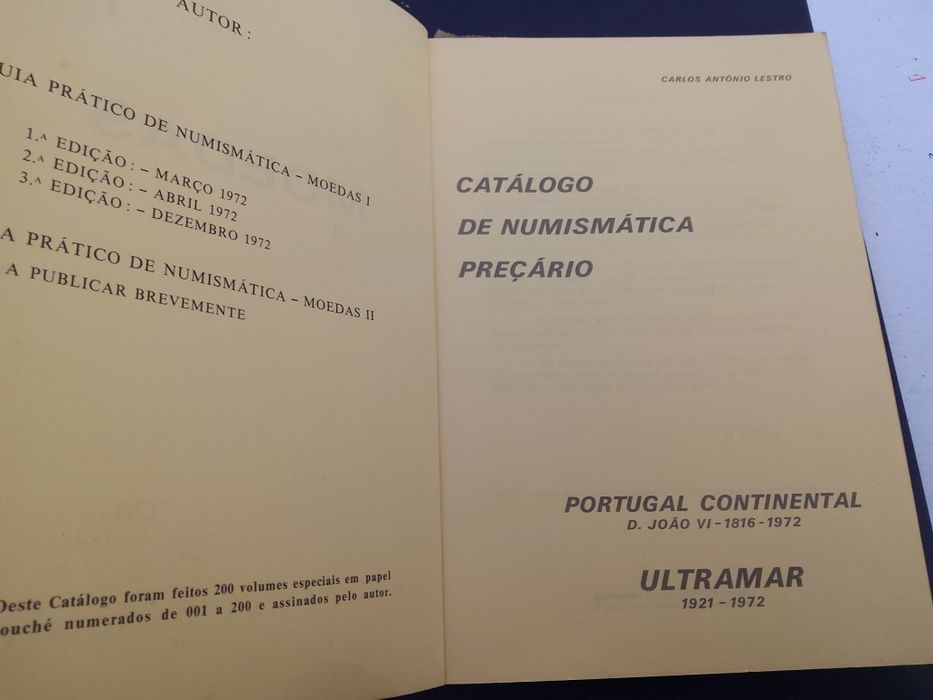 AUTOR:
UIA PRÁTICO DE NUMISMÁTICA – MOEDAS I
1.ª EDIÇÃO: – MARÇO 1972
2.ª EDIÇÃO: – ABRIL 1972
3.ª EDIÇÃO: – DEZEMBRO 1972
A PRÁTICO DE NUMISMÁTICA – MOEDAS II
A PUBLICAR BREVEMENTE
Deste Catálogo foram feitos 200 volumes especiais em papel
ouché numerados de 001 a 200 e assinados pelo autor.
CARLOS ANTÓNIO LESTRO
CATÁLOGO
DE NUMISMÁTICA
PREÇÁRIO
PORTUGAL CONTINENTAL
D. JOÃO VI – 1816 – 1972
ULTRAMAR
1921 – 1972